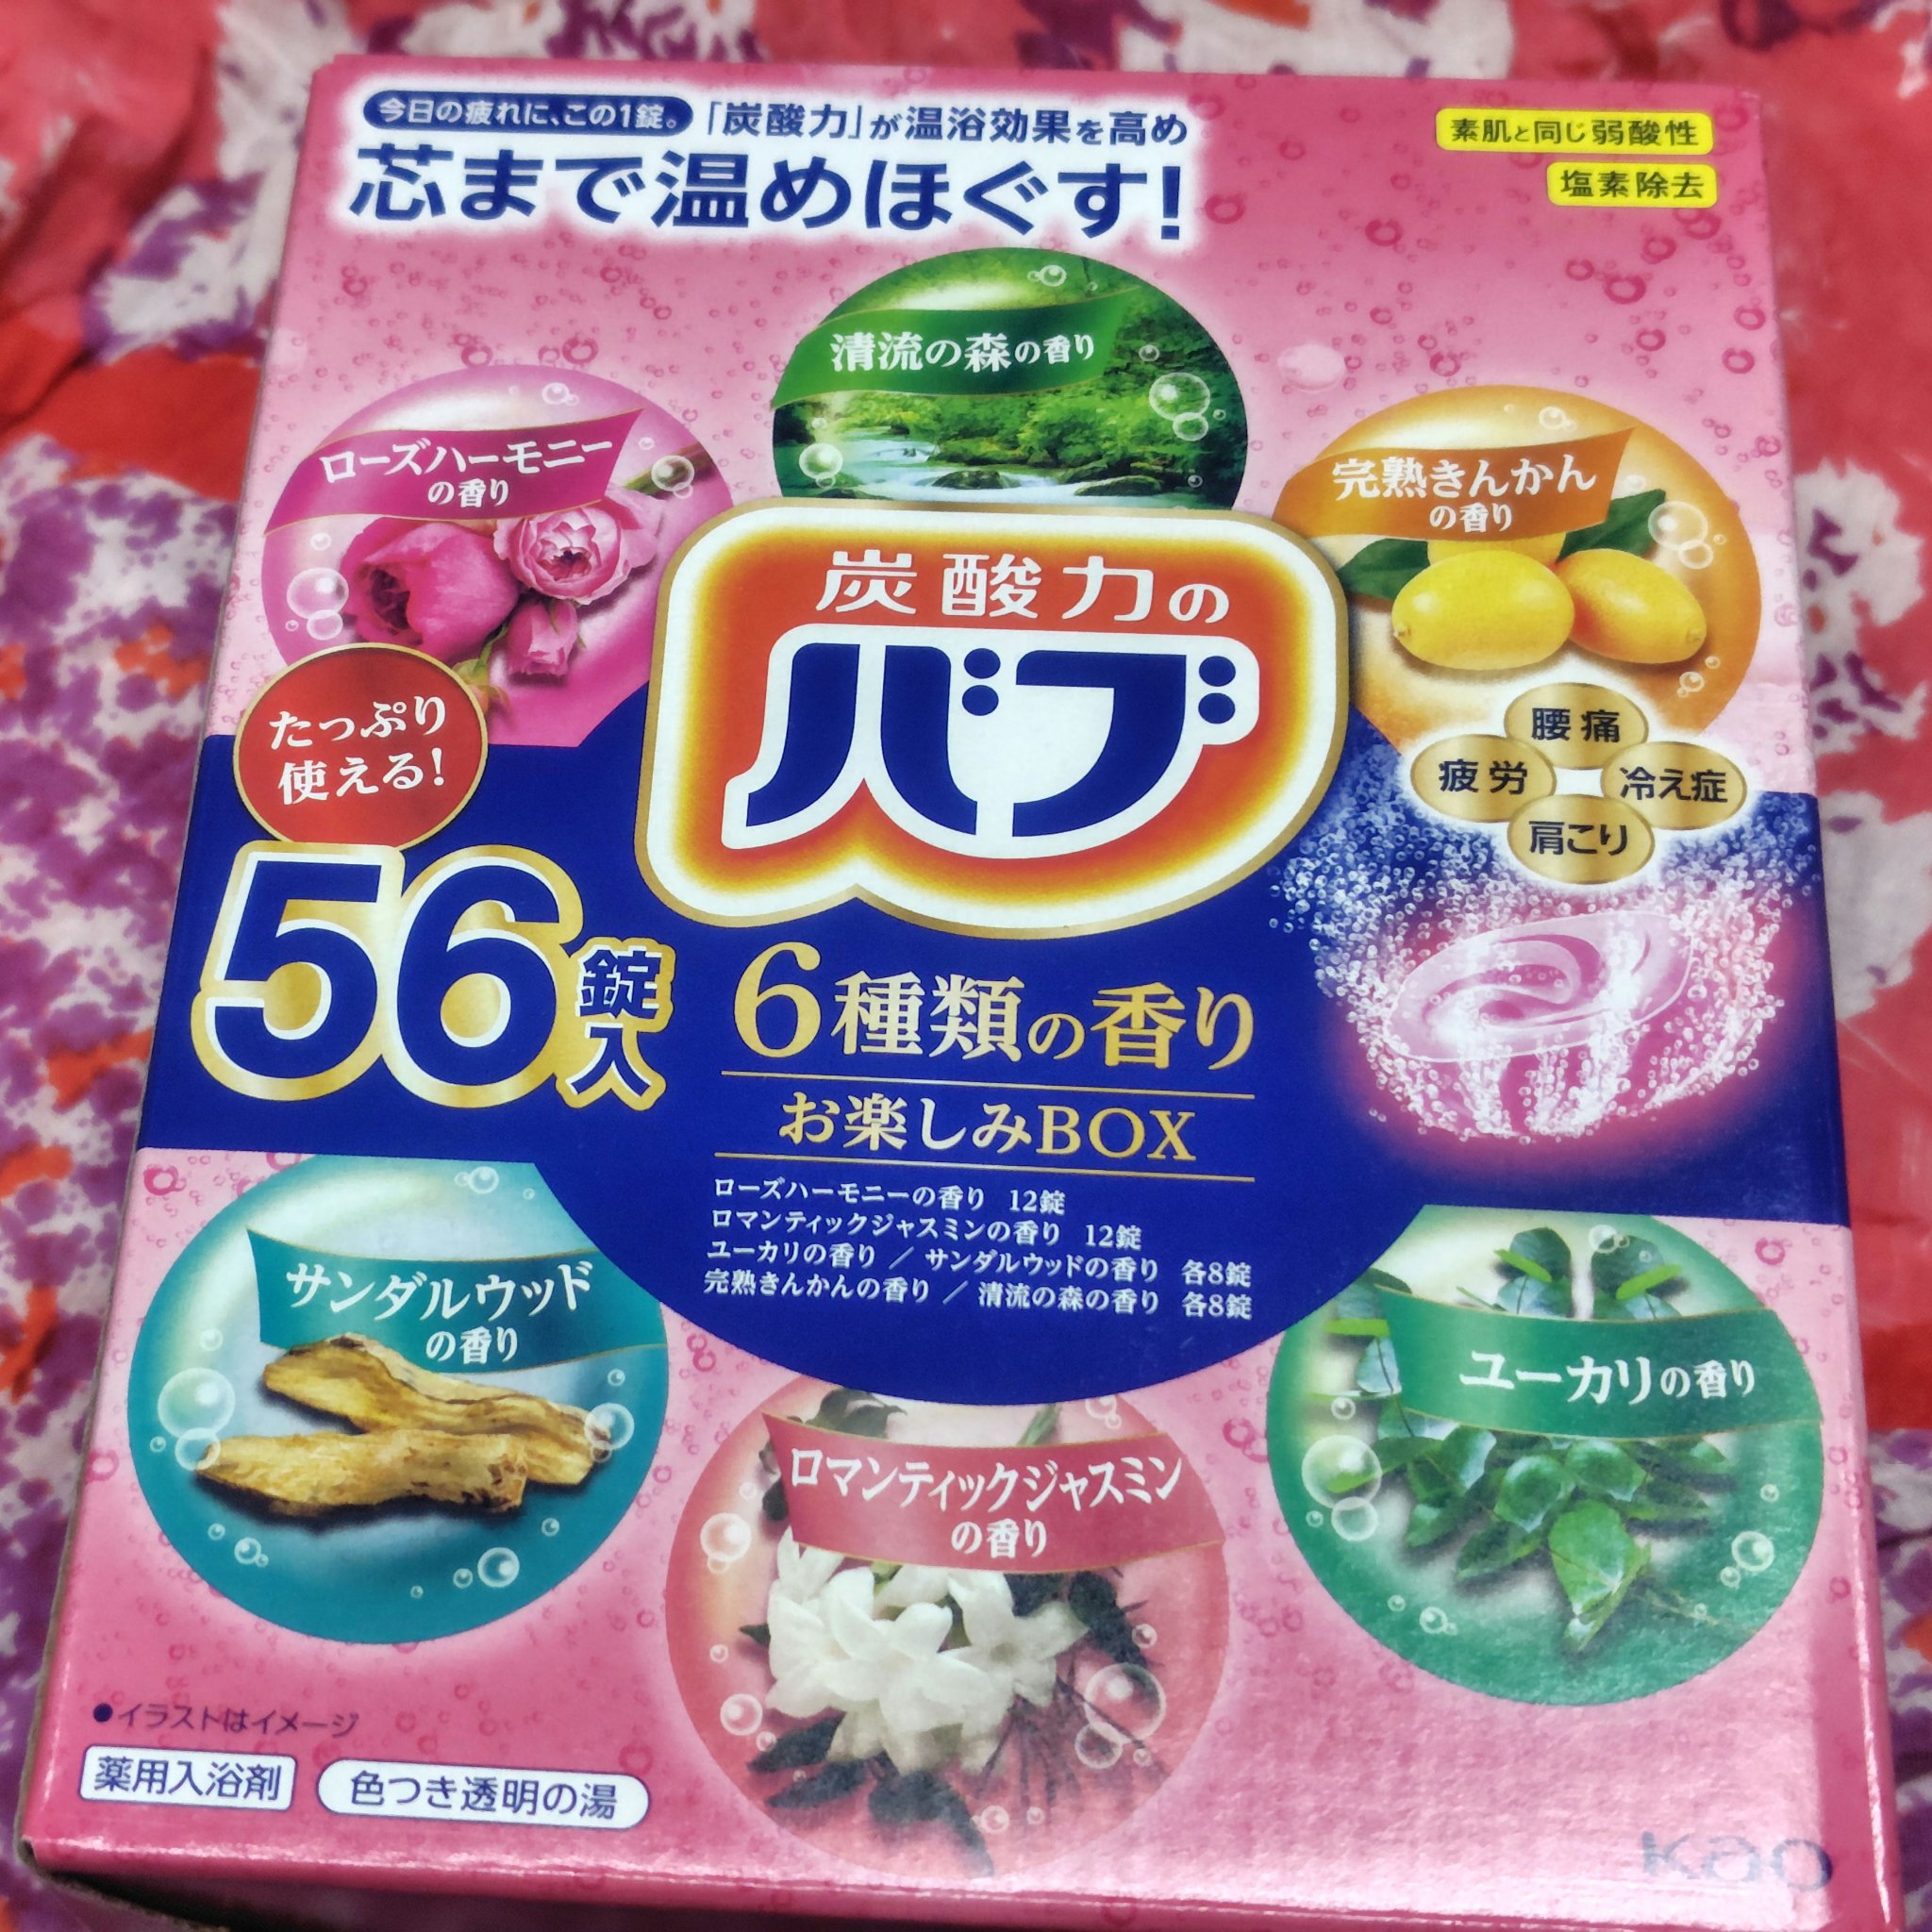 今日の疲れに、この1錠。「炭酸力」が温浴効果を高め
芯まで温めほぐす!
素肌と同じ弱酸性
塩素除去
清流の森の香り
ローズハーモニー
の香り
完熟きんかん
の香り
炭酸力の
バブ
たっぷり
使える!
腰痛
疲労
冷え症
肩こり
56錠入
6種類の香り
お楽しみBOX
ローズハーモニーの香り 12錠
ロマンティックジャスミンの香り 12錠
ユーカリの香り / サンダルウッドの香り 各8錠
完熟きんかんの香り / 清流の森の香り 各8錠
サンダルウッド
の香り
ロマンティックジャスミン
の香り
ユーカリの香り
●イラストはイメージ
薬用入浴剤
色つき透明の湯
Kao